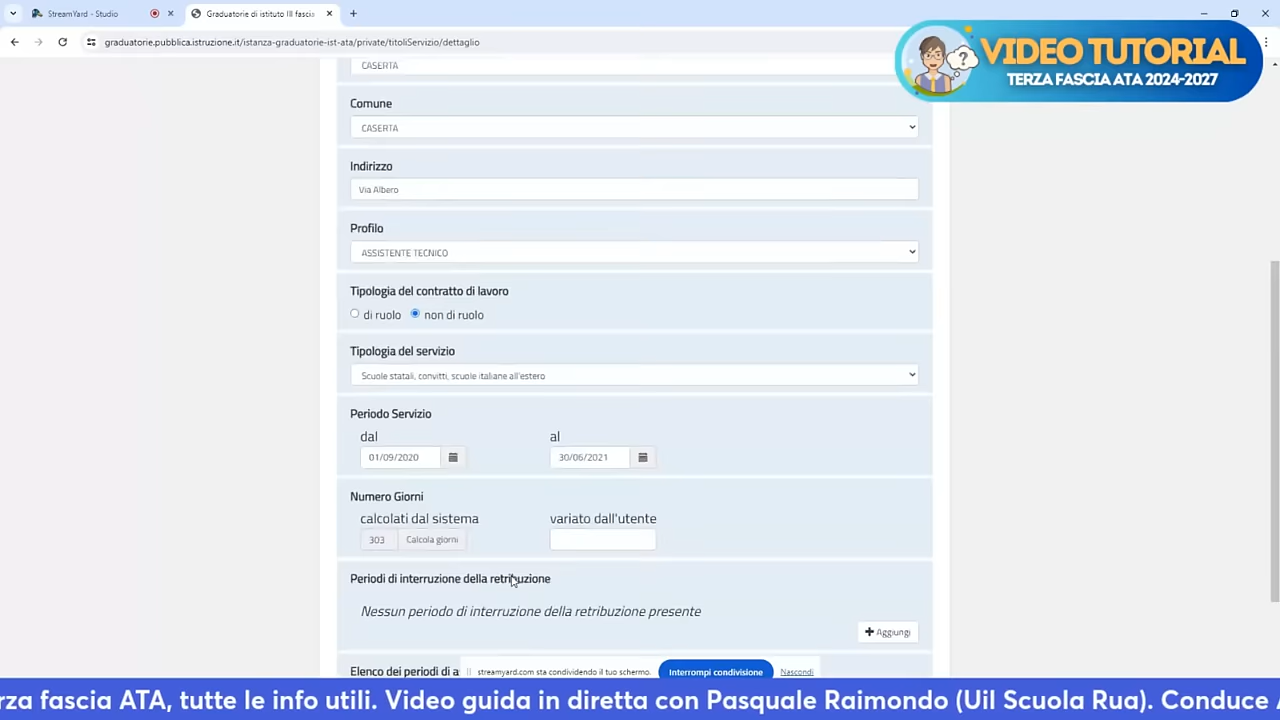 StreamYard - Studio
Graduatorie di istituto III fascia
graduatorie.pubblica.istruzione.it/istanza-graduatorie-ist-ata/private/titoliServizio/dettaglio
VIDEO TUTORIAL
TERZA FASCIA ATA 2024-2027
CASERTA
Comune
CASERTA
Indirizzo
Via Albero
Profilo
ASSISTENTE TECNICO
Tipologia del contratto di lavoro
di ruolo non di ruolo
Tipologia del servizio
Scuole statali, convitti, scuole italiane all'estero
Periodo Servizio
dal al
01/09/2020 30/06/2021
Numero Giorni
calcolati dal sistema variato dall'utente
303 Calcola giorni
Periodi di interruzione della retribuzione
Nessun periodo di interruzione della retribuzione presente
Aggiungi
Elenco dei periodi di a
streamyard.com sta condividendo il tuo schermo. Interrompi condivisione Nascondi
rza fascia ATA, tutte le info utili. Video guida in diretta con Pasquale Raimondo (Uil Scuola Rua). Conduce